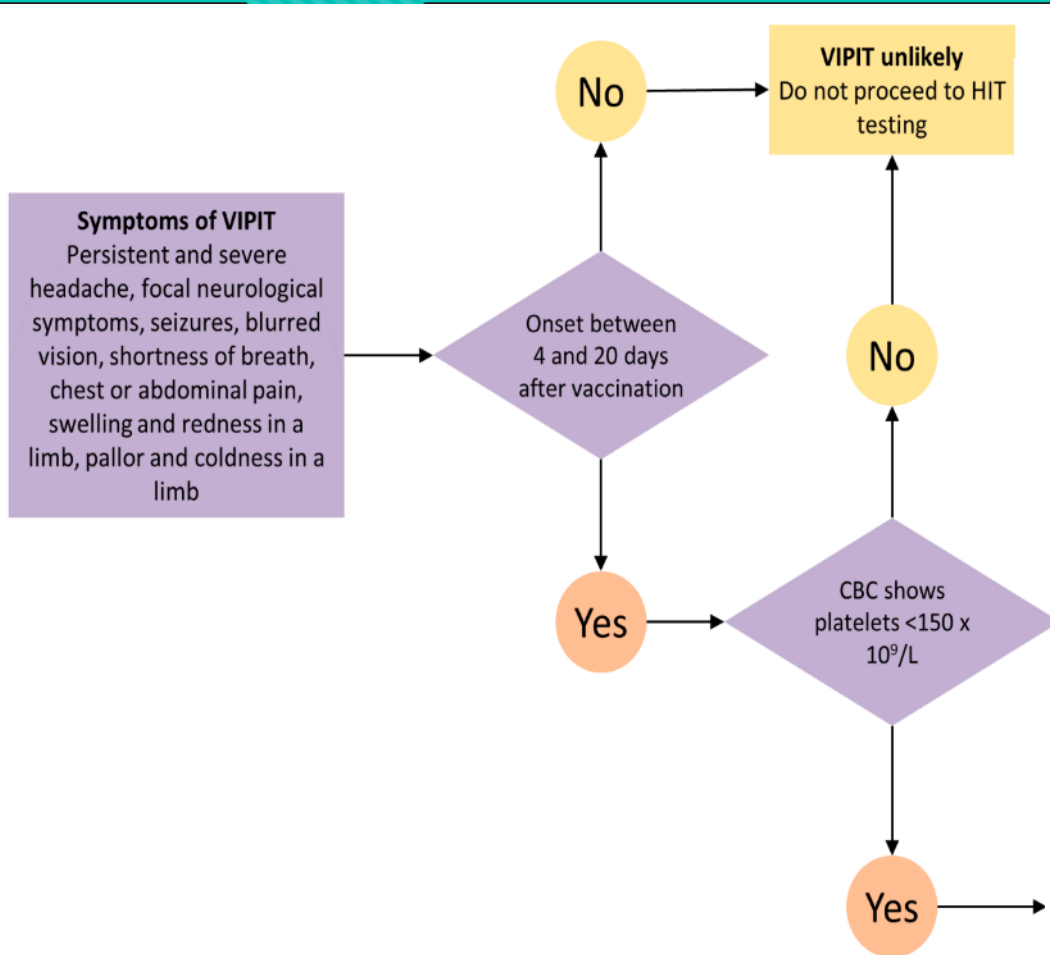 Symptoms of VIPIT
Persistent and severe
headache, focal neurological
symptoms, seizures, blurred
vision, shortness of breath,
chest or abdominal pain,
swelling and redness in a
limb, pallor and coldness in a
limb
Onset between
4 and 20 days
after vaccination
No
VIPIT unlikely
Do not proceed to HIT
testing
Yes
CBC shows
platelets <150 x
10⁹/L
No
Yes